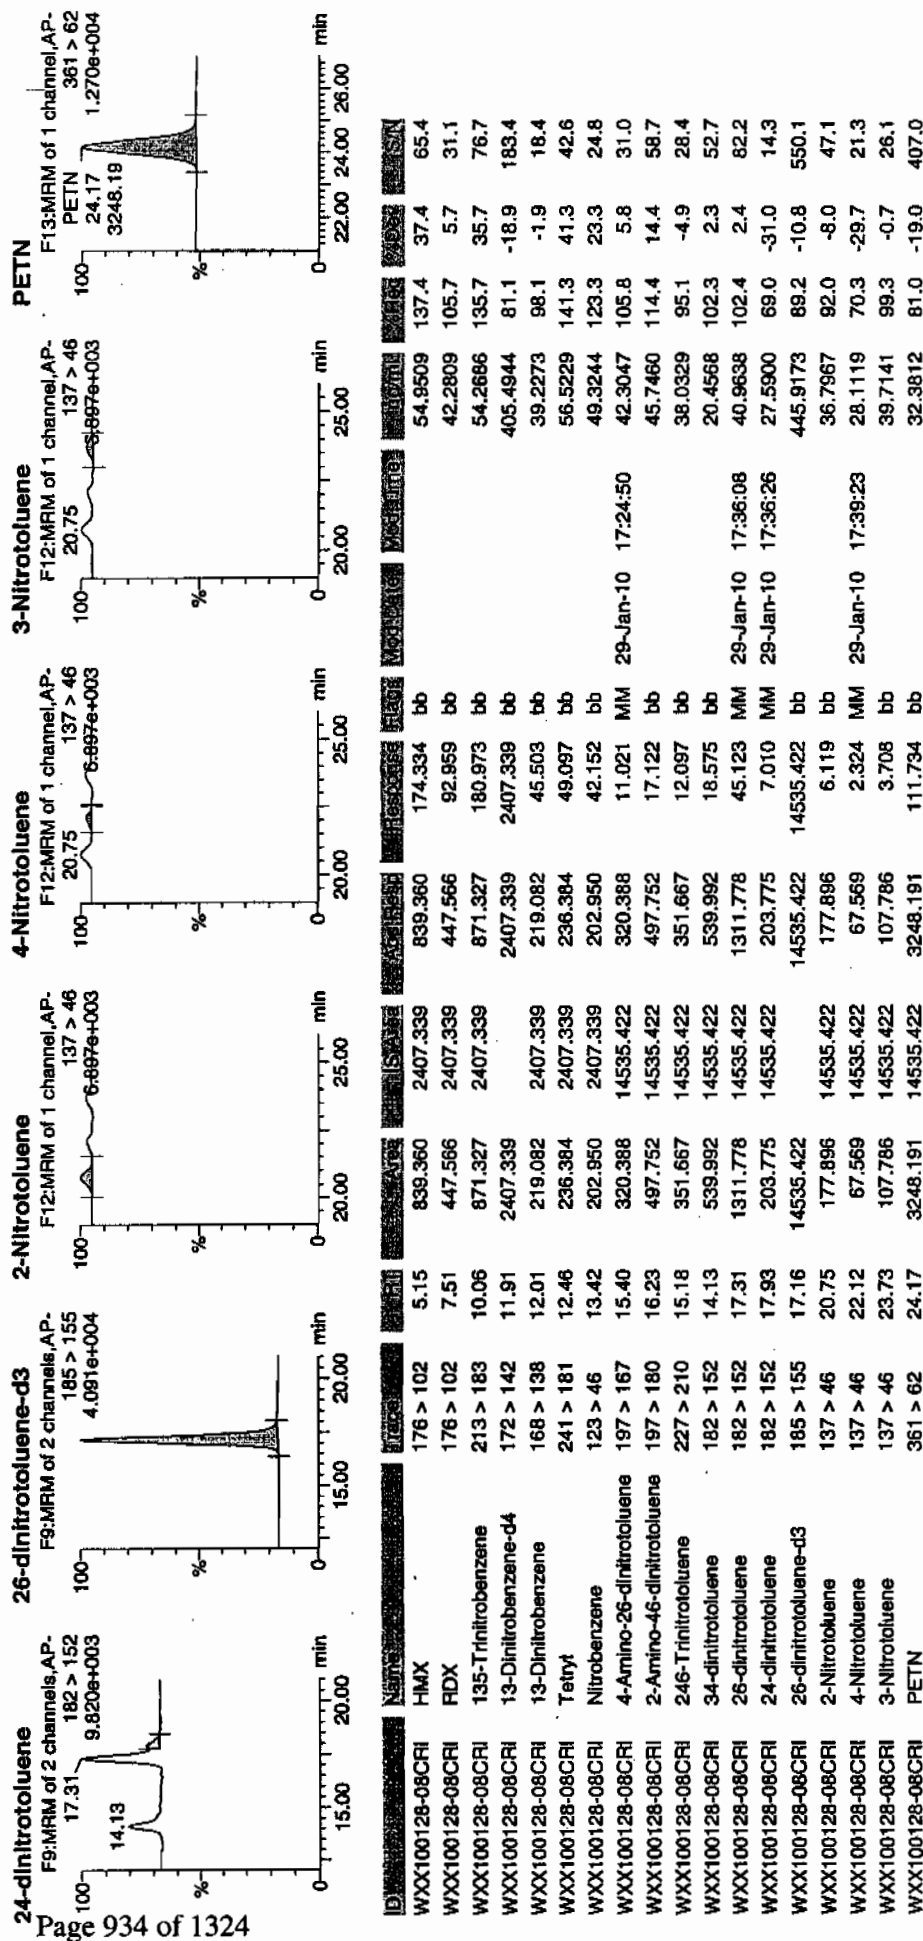 24-dinitrotoluene
F9:MRM of 2 channels,AP-
182 > 152
9.820e+003
100
17.31
14.13
%
0
15.00
20.00
min
26-dinitrotoluene-d3
F9:MRM of 2 channels,AP-
185 > 155
4.091e+004
100
%
0
15.00
20.00
min
2-Nitrotoluene
F12:MRM of 1 channel,AP-
137 > 46
6.897e+003
100
%
0
20.00
25.00
min
4-Nitrotoluene
F12:MRM of 1 channel,AP-
137 > 46
6.897e+003
100
20.75
%
0
20.00
25.00
min
3-Nitrotoluene
F12:MRM of 1 channel,AP-
137 > 46
6.897e+003
100
20.75
%
0
20.00
25.00
min
PETN
F13:MRM of 1 channel,AP-
361 > 62
1.270e+004
PETN
24.17
3248.19
100
%
0
22.00
24.00
26.00
min
ID Name Trace RT Area IS Area Abs Resp Response Flags Mod Date Mod Time
WXX100128-08CRI HMX 176 > 102 5.15 839.360 2407.339 839.360 174.334 bb 54.9509 137.4 37.4 65.4
WXX100128-08CRI RDX 176 > 102 7.51 447.566 2407.339 447.566 92.959 bb 42.2809 105.7 5.7 31.1
WXX100128-08CRI 135-Trinitrobenzene 213 > 183 10.06 871.327 2407.339 871.327 180.973 bb 54.2686 135.7 35.7 76.7
WXX100128-08CRI 13-Dinitrobenzene-d4 172 > 142 11.91 2407.339 2407.339 2407.339 bb 405.4944 81.1 -18.9 183.4
WXX100128-08CRI 13-Dinitrobenzene 168 > 138 12.01 219.082 2407.339 219.082 45.503 bb 39.2273 98.1 -1.9 18.4
WXX100128-08CRI Tetryl 241 > 181 12.46 236.384 2407.339 236.384 49.097 bb 56.5229 141.3 41.3 42.6
WXX100128-08CRI Nitrobenzene 123 > 46 13.42 202.950 2407.339 202.950 42.152 bb 49.3244 123.3 23.3 24.8
WXX100128-08CRI 4-Amino-26-dinitrotoluene 197 > 167 15.40 320.388 14535.422 320.388 11.021 MM 29-Jan-10 17:24:50 42.3047 105.8 5.8 31.0
WXX100128-08CRI 2-Amino-46-dinitrotoluene 197 > 180 16.23 497.752 14535.422 497.752 17.122 bb 45.7460 114.4 14.4 58.7
WXX100128-08CRI 246-Trinitrotoluene 227 > 210 15.18 351.667 14535.422 351.667 12.097 bb 38.0329 95.1 -4.9 28.4
WXX100128-08CRI 34-dinitrotoluene 182 > 152 14.13 539.992 14535.422 539.992 18.575 bb 20.4568 102.3 2.3 52.7
WXX100128-08CRI 26-dinitrotoluene 182 > 152 17.31 1311.778 14535.422 1311.778 45.123 MM 29-Jan-10 17:36:08 40.9638 102.4 2.4 82.2
WXX100128-08CRI 24-dinitrotoluene 182 > 152 17.93 203.775 14535.422 203.775 7.010 MM 29-Jan-10 17:36:26 27.5900 69.0 -31.0 14.3
WXX100128-08CRI 26-dinitrotoluene-d3 185 > 155 17.16 14535.422 14535.422 14535.422 bb 445.9173 89.2 -10.8 550.1
WXX100128-08CRI 2-Nitrotoluene 137 > 46 20.75 177.896 14535.422 177.896 6.119 bb 36.7967 92.0 -8.0 47.1
WXX100128-08CRI 4-Nitrotoluene 137 > 46 22.12 67.569 14535.422 67.569 2.324 MM 29-Jan-10 17:39:23 28.1119 70.3 -29.7 21.3
WXX100128-08CRI 3-Nitrotoluene 137 > 46 23.73 107.786 14535.422 107.786 3.708 bb 39.7141 99.3 -0.7 26.1
WXX100128-08CRI PETN 361 > 62 24.17 3248.191 14535.422 3248.191 111.734 bb 32.3812 81.0 -19.0 407.0
Page 934 of 1324